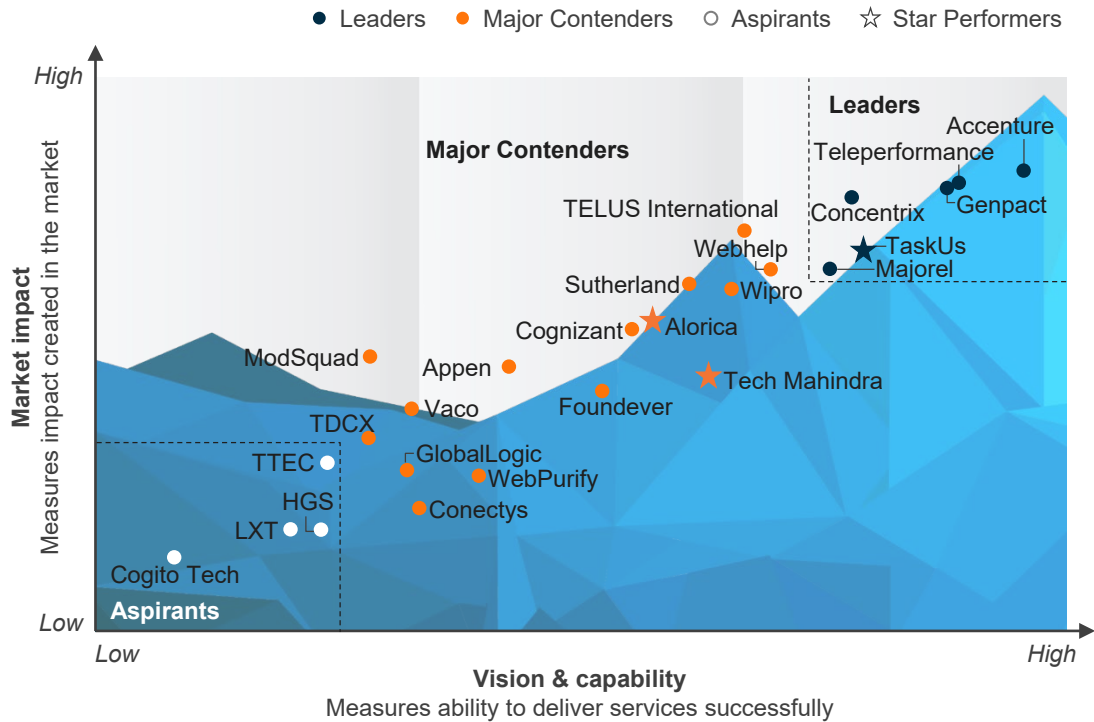 Leaders
Major Contenders
Aspirants
Star Performers
High
Leaders
Accenture
Major Contenders
Teleperformance
TELUS International
Concentrix
Genpact
Webhelp
TaskUs
Majorel
Sutherland
Wipro
Cognizant
Alorica
ModSquad
Appen
Tech Mahindra
Vaco
Foundever
TDCX
GlobalLogic
TTEC
WebPurify
HGS
Conectys
LXT
Cogito Tech
Aspirants
Market impact
Measures impact created in the market
Low
Low
High
Vision & capability
Measures ability to deliver services successfully